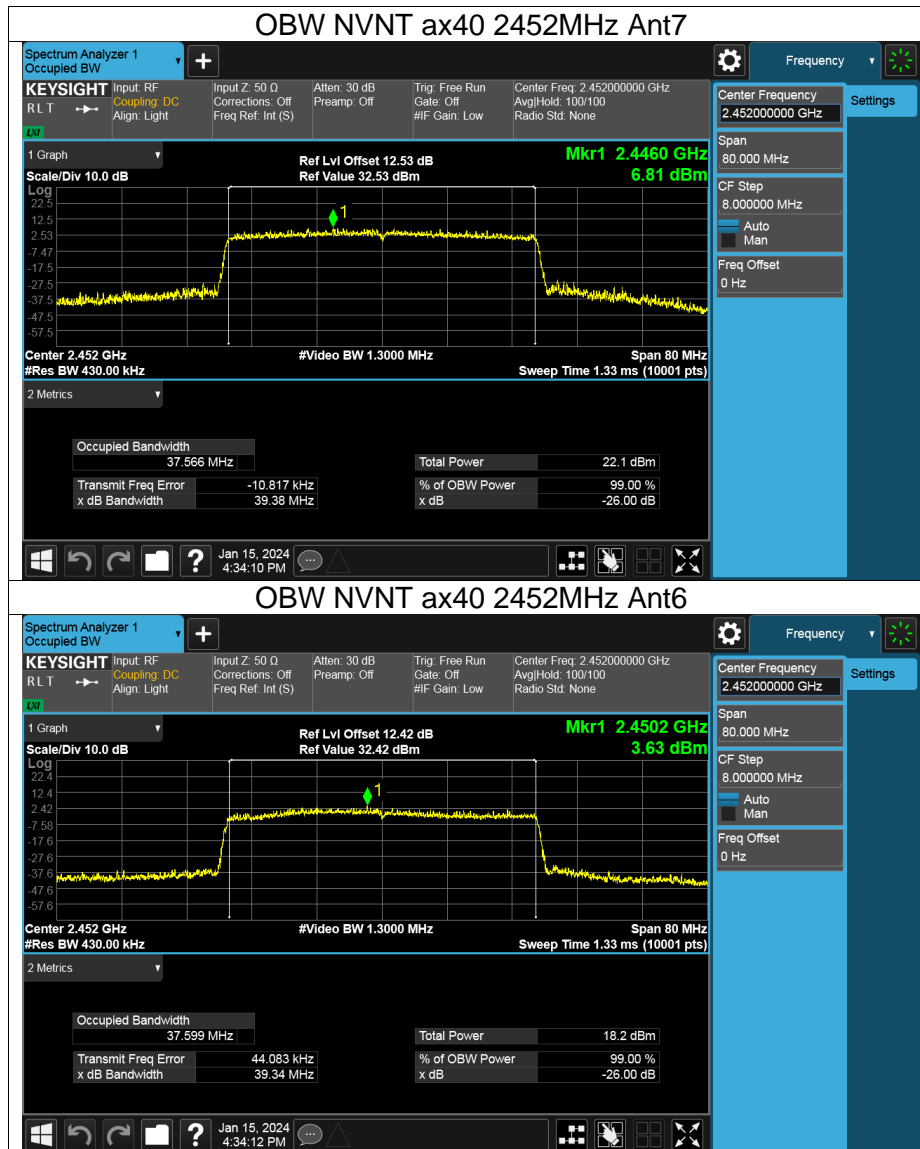 OBW NVNT ax40 2452MHz Ant7
Spectrum Analyzer 1
Occupied BW
+
Frequency
KEYSIGHT
R L T
LXI
Input: RF
Coupling: DC
Align: Light
Input Z: 50 Ω
Corrections: Off
Freq Ref: Int (S)
Atten: 30 dB
Preamp: Off
Trig: Free Run
Gate: Off
#IF Gain: Low
Center Freq: 2.452000000 GHz
Avg|Hold: 100/100
Radio Std: None
Center Frequency
2.452000000 GHz
Settings
Span
80.000 MHz
CF Step
8.000000 MHz
Auto
Man
Freq Offset
0 Hz
1 Graph
Scale/Div 10.0 dB
Ref Lvl Offset 12.53 dB
Ref Value 32.53 dBm
Mkr1 2.4460 GHz
6.81 dBm
Log
22.5
12.5
2.53
-7.47
-17.5
-27.5
-37.5
-47.5
-57.5
1
Center 2.452 GHz
#Video BW 1.3000 MHz
Span 80 MHz
#Res BW 430.00 kHz
Sweep Time 1.33 ms (10001 pts)
2 Metrics
Occupied Bandwidth
37.566 MHz
Total Power 22.1 dBm
Transmit Freq Error -10.817 kHz
% of OBW Power 99.00 %
x dB Bandwidth 39.38 MHz
x dB -26.00 dB
?
Jan 15, 2024
4:34:10 PM
OBW NVNT ax40 2452MHz Ant6
Spectrum Analyzer 1
Occupied BW
+
Frequency
KEYSIGHT
R L T
LXI
Input: RF
Coupling: DC
Align: Light
Input Z: 50 Ω
Corrections: Off
Freq Ref: Int (S)
Atten: 30 dB
Preamp: Off
Trig: Free Run
Gate: Off
#IF Gain: Low
Center Freq: 2.452000000 GHz
Avg|Hold: 100/100
Radio Std: None
Center Frequency
2.452000000 GHz
Settings
Span
80.000 MHz
CF Step
8.000000 MHz
Auto
Man
Freq Offset
0 Hz
1 Graph
Scale/Div 10.0 dB
Ref Lvl Offset 12.42 dB
Ref Value 32.42 dBm
Mkr1 2.4502 GHz
3.63 dBm
Log
22.4
12.4
2.42
-7.58
-17.6
-27.6
-37.6
-47.6
-57.6
1
Center 2.452 GHz
#Video BW 1.3000 MHz
Span 80 MHz
#Res BW 430.00 kHz
Sweep Time 1.33 ms (10001 pts)
2 Metrics
Occupied Bandwidth
37.599 MHz
Total Power 18.2 dBm
Transmit Freq Error 44.083 kHz
% of OBW Power 99.00 %
x dB Bandwidth 39.34 MHz
x dB -26.00 dB
?
Jan 15, 2024
4:34:12 PM